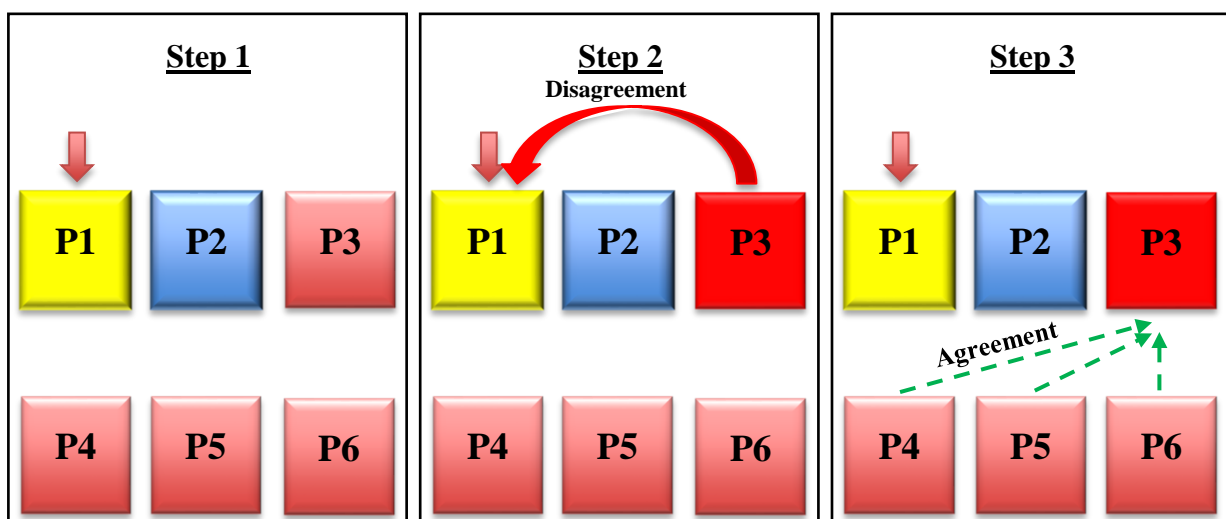 Step 1
P1 P2 P3
P4 P5 P6
Step 2
Disagreement
P1 P2 P3
P4 P5 P6
Step 3
P1 P2 P3
Agreement
P4 P5 P6